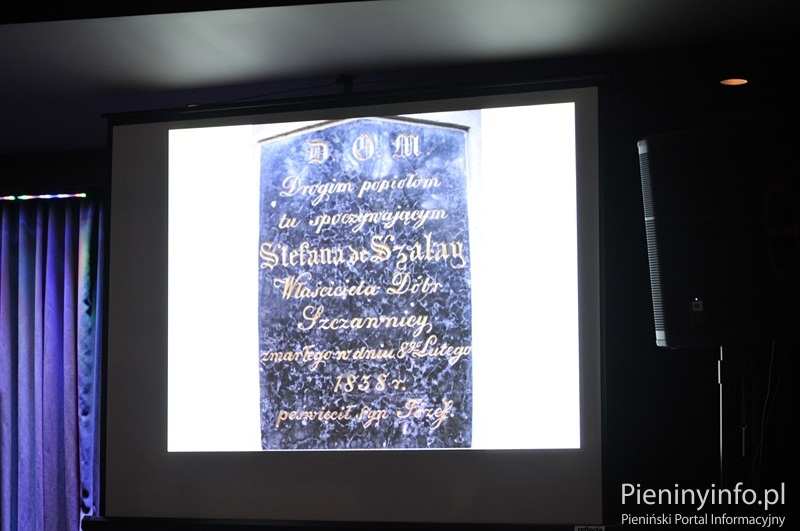 D. O. M.
Drogim popiołom
tu spoczywającym
Stefana de Szalay
Właściciela Dóbr
Szczawnicy
zmarłego w dniu 8go Lutego
1838 r.
poświęcił syn Józef.
Pieninyinfo.pl
Pieniński Portal Informacyjny